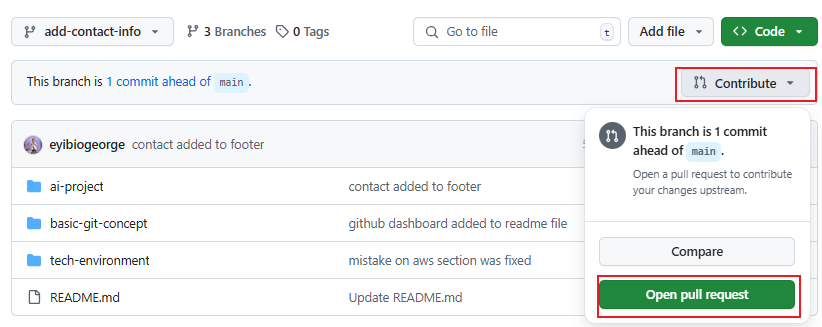 add-contact-info
3 Branches
0 Tags
Go to file
t
Add file
<> Code
This branch is 1 commit ahead of main .
Contribute
eyibiogeorge contact added to footer
This branch is 1 commit
ahead of main .
Open a pull request to contribute
your changes upstream.
Compare
Open pull request
ai-project contact added to footer
basic-git-concept github dashboard added to readme file
tech-environment mistake on aws section was fixed
README.md Update README.md